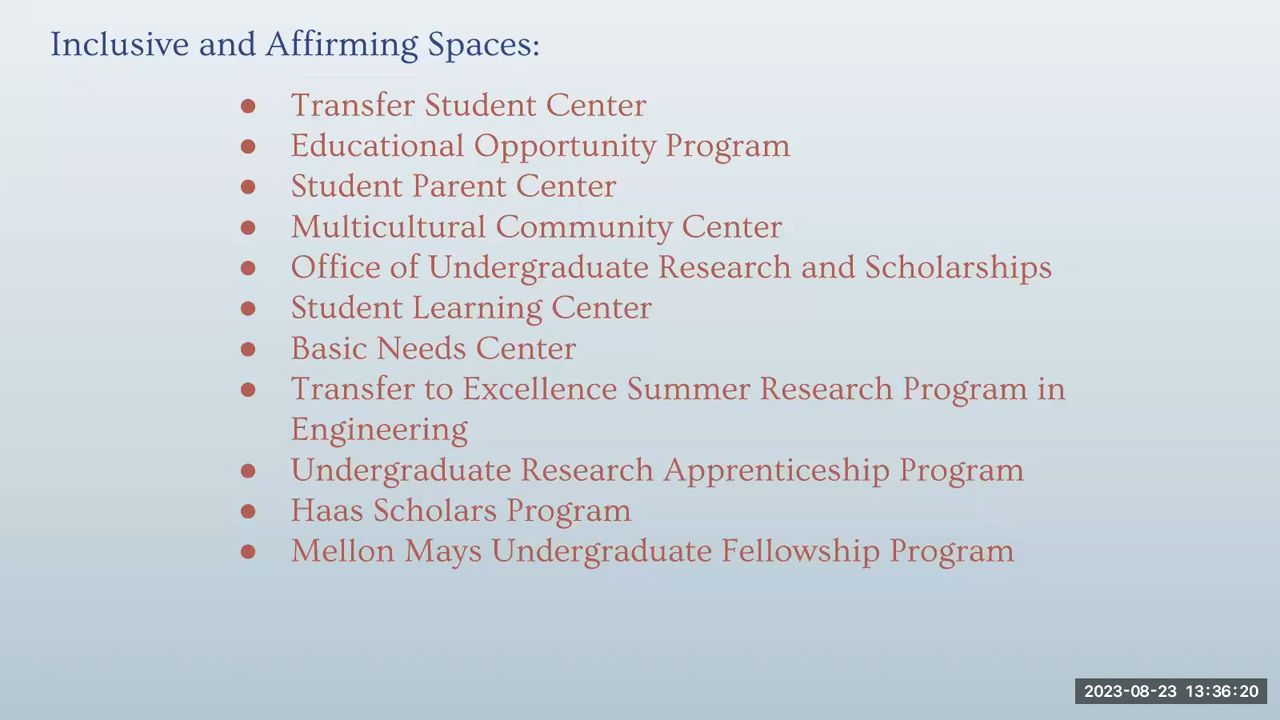 Inclusive and Affirming Spaces:
● Transfer Student Center
● Educational Opportunity Program
● Student Parent Center
● Multicultural Community Center
● Office of Undergraduate Research and Scholarships
● Student Learning Center
● Basic Needs Center
● Transfer to Excellence Summer Research Program in
Engineering
● Undergraduate Research Apprenticeship Program
● Haas Scholars Program
● Mellon Mays Undergraduate Fellowship Program
2023-08-23 13:36:20